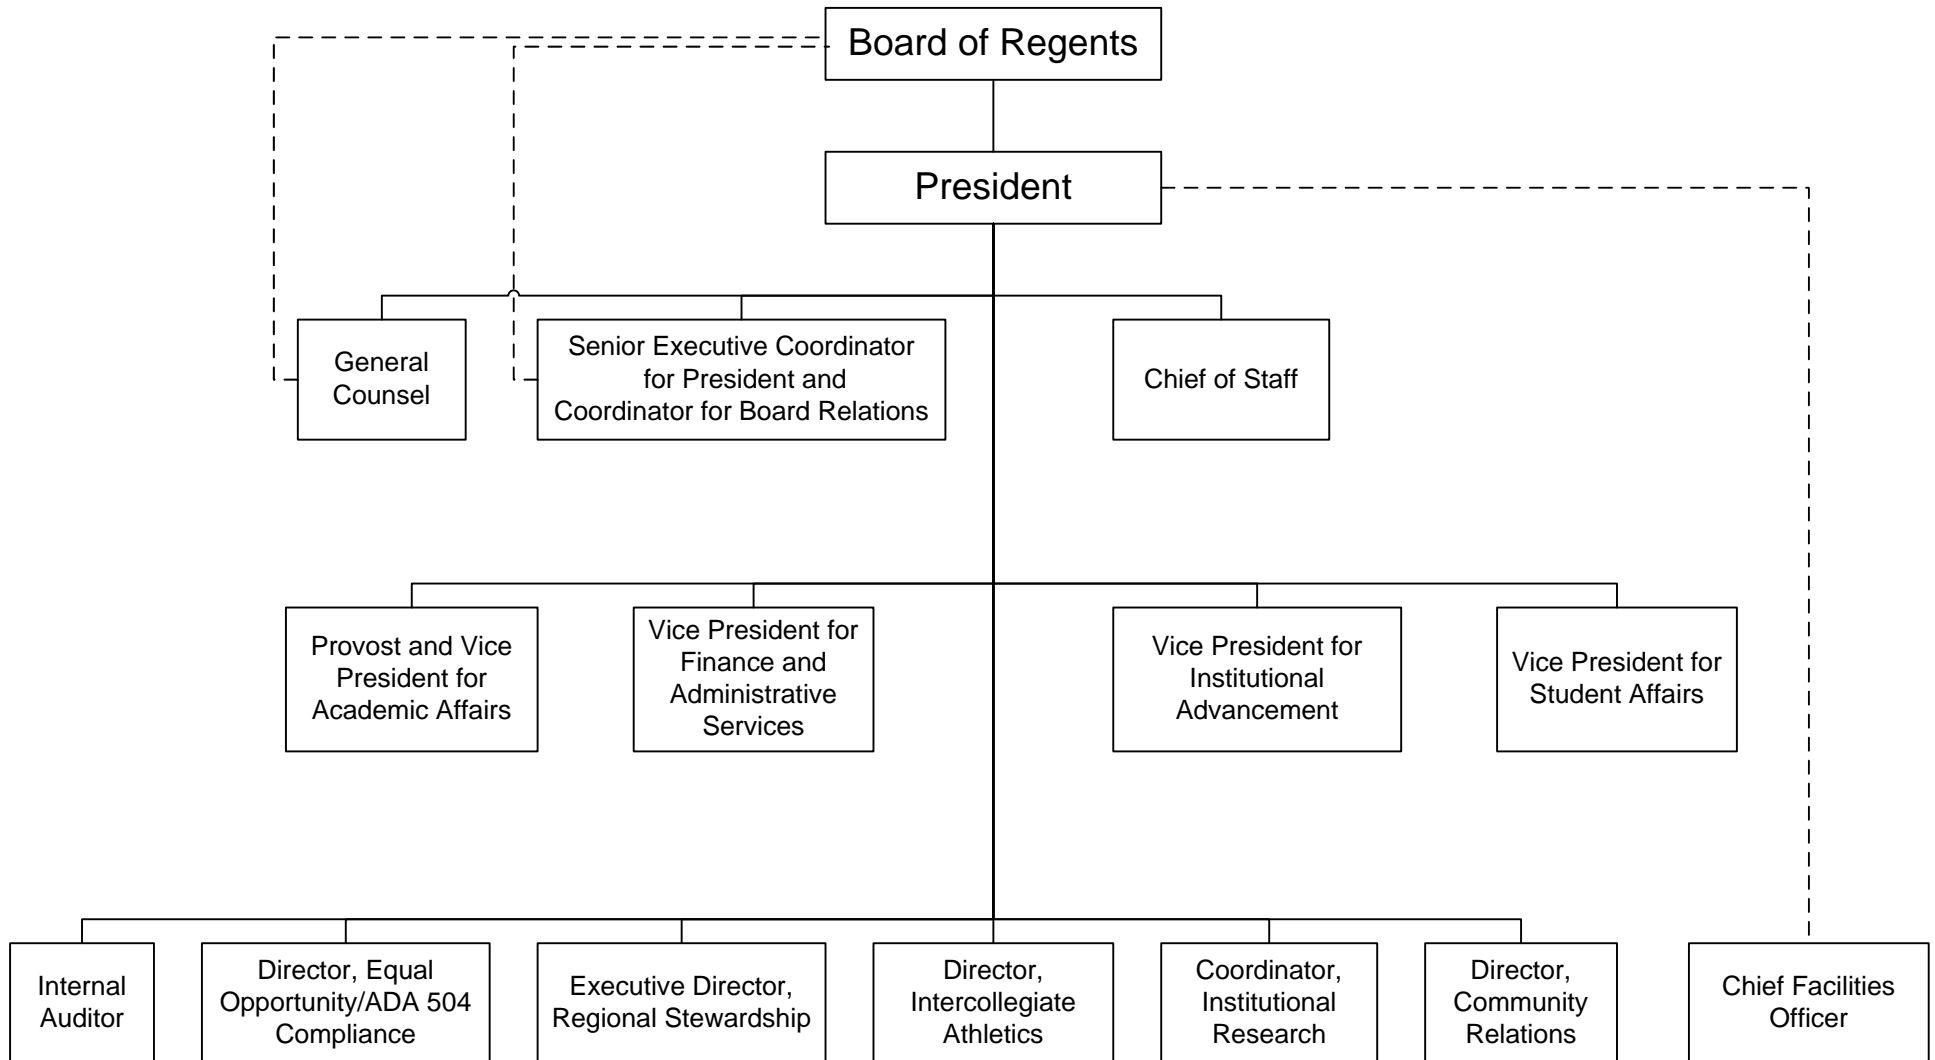 Board of Regents
President
General
Counsel
Senior Executive Coordinator
for President and
Coordinator for Board Relations
Chief of Staff
Provost and Vice
President for
Academic Affairs
Vice President for
Finance and
Administrative
Services
Vice President for
Institutional
Advancement
Vice President for
Student Affairs
Internal
Auditor
Director, Equal
Opportunity/ADA 504
Compliance
Executive Director,
Regional Stewardship
Director,
Intercollegiate
Athletics
Coordinator,
Institutional
Research
Director,
Community
Relations
Chief Facilities
Officer